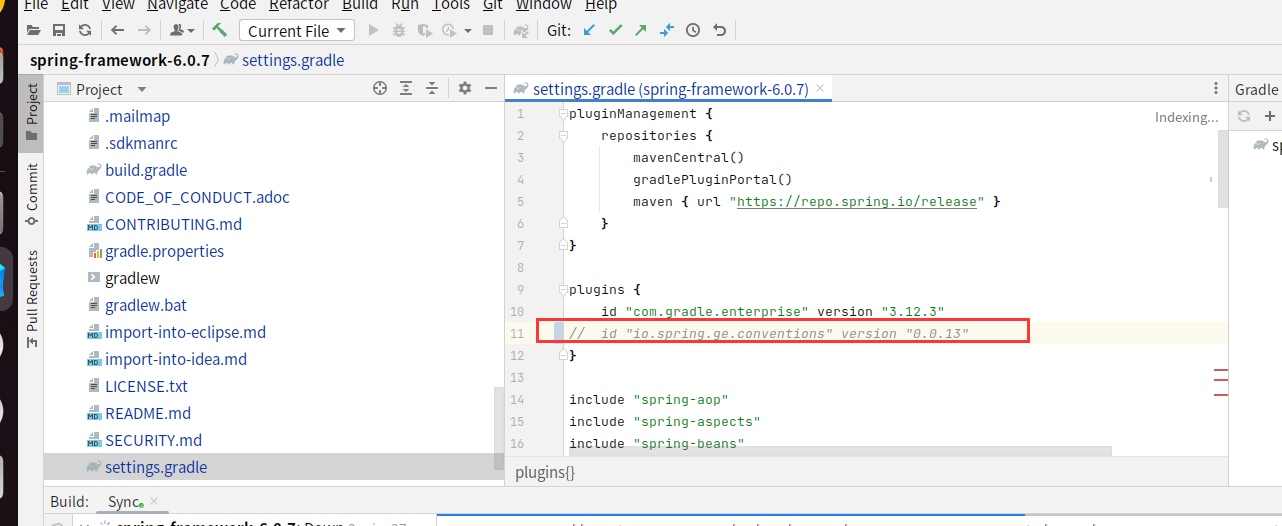 File Edit View Navigate Code Refactor Build Run Tools Git Window Help
Current File
Git:
spring-framework-6.0.7 settings.gradle
Project
Project
settings.gradle (spring-framework-6.0.7)
Gradle
Commit
Pull Requests
.mailmap
.sdkmanrc
build.gradle
CODE_OF_CONDUCT.adoc
CONTRIBUTING.md
gradle.properties
gradlew
gradlew.bat
import-into-eclipse.md
import-into-idea.md
LICENSE.txt
README.md
SECURITY.md
settings.gradle
Indexing...
1 pluginManagement {
2 repositories {
3 mavenCentral()
4 gradlePluginPortal()
5 maven { url "https://repo.spring.io/release" }
6 }
7 }
8
9 plugins {
10 id "com.gradle.enterprise" version "3.12.3"
11 // id "io.spring.ge.conventions" version "0.0.13"
12 }
13
14 include "spring-aop"
15 include "spring-aspects"
16 include "spring-beans"
plugins{}
Build: Sync
spring-framework-6.0.7: